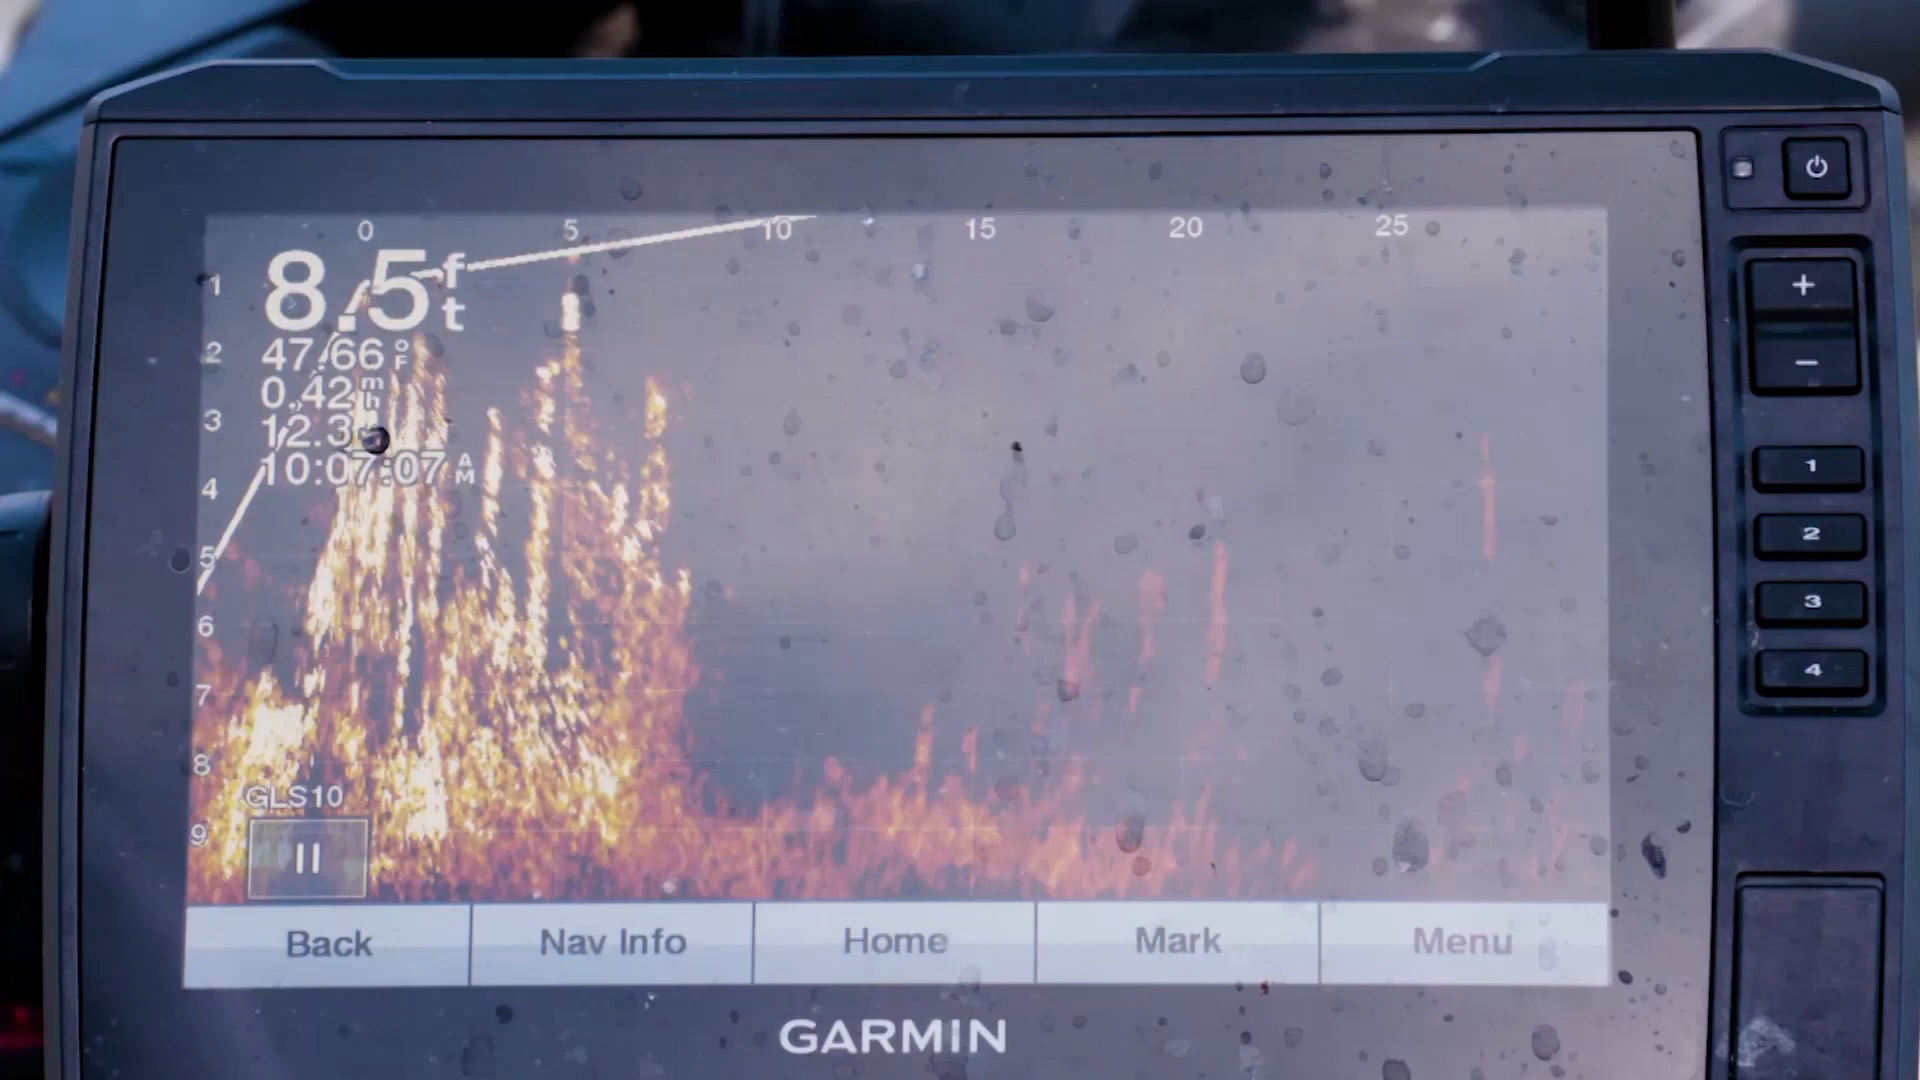 0 5 10 15 20 25
8.5 ft
47.66 °F
0.42 mh
10:07:07 AM
1
2
3
4
5
6
7
8
9
GLS10
Back Nav Info Home Mark Menu
GARMIN
+
−
1
2
3
4